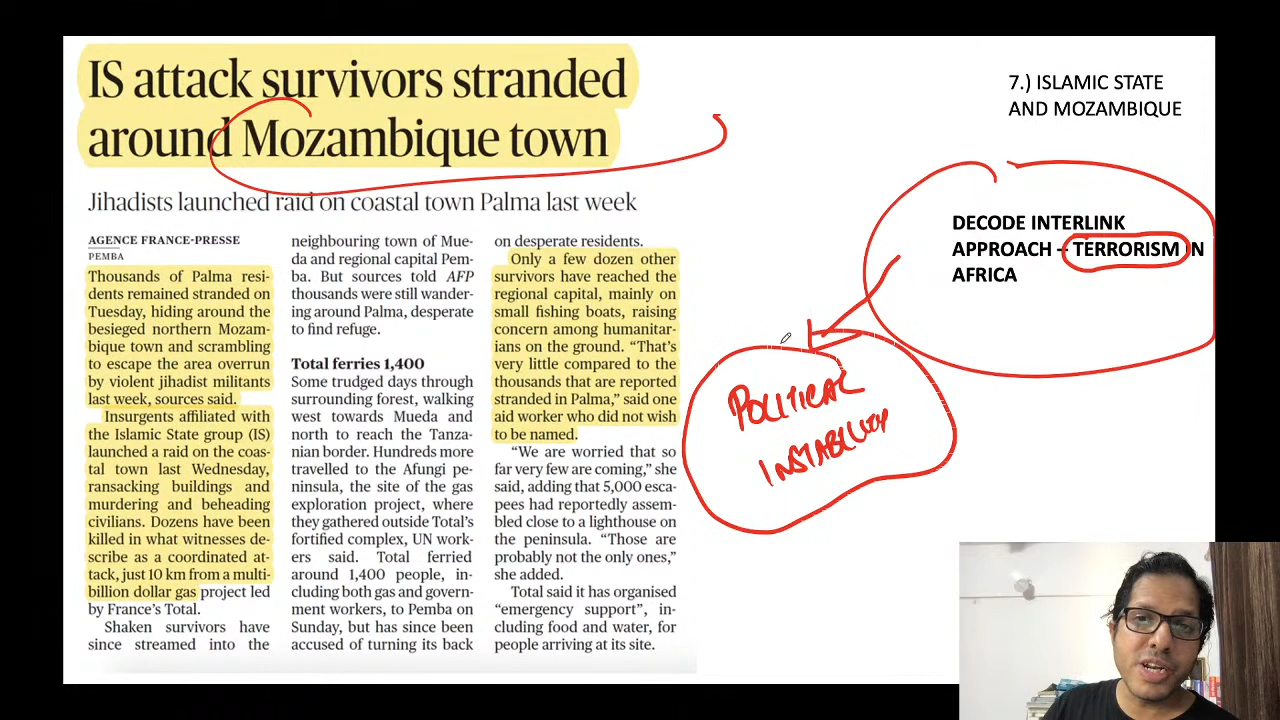 IS attack survivors stranded
around Mozambique town
Jihadists launched raid on coastal town Palma last week
AGENCE FRANCE-PRESSE
PEMBA
Thousands of Palma resi-
dents remained stranded on
Tuesday, hiding around the
besieged northern Mozam-
bique town and scrambling
to escape the area overrun
by violent jihadist militants
last week, sources said.
Insurgents affiliated with
the Islamic State group (IS)
launched a raid on the coas-
tal town last Wednesday,
ransacking buildings and
murdering and beheading
civilians. Dozens have been
killed in what witnesses de-
scribe as a coordinated at-
tack, just 10 km from a multi-
billion dollar gas project led
by France's Total.
Shaken survivors have
since streamed into the
neighbouring town of Mue-
da and regional capital Pem-
ba. But sources told AFP
thousands were still wander-
ing around Palma, desperate
to find refuge.
Total ferries 1,400
Some trudged days through
surrounding forest, walking
west towards Mueda and
north to reach the Tanza-
nian border. Hundreds more
travelled to the Afungi pe-
ninsula, the site of the gas
exploration project, where
they gathered outside Total's
fortified complex, UN work-
ers said. Total ferried
around 1,400 people, in-
cluding both gas and govern-
ment workers, to Pemba on
Sunday, but has since been
accused of turning its back
on desperate residents.
Only a few dozen other
survivors have reached the
regional capital, mainly on
small fishing boats, raising
concern among humanitar-
ians on the ground. "That's
very little compared to the
thousands that are reported
stranded in Palma," said one
aid worker who did not wish
to be named.
"We are worried that so
far very few are coming," she
said, adding that 5,000 esca-
pees had reportedly assem-
bled close to a lighthouse on
the peninsula. "Those are
probably not the only ones,"
she added.
Total said it has organised
"emergency support", in-
cluding food and water, for
people arriving at its site.
7.) ISLAMIC STATE
AND MOZAMBIQUE
DECODE INTERLINK
APPROACH – TERRORISM IN
AFRICA
POLITICAL
INSTABILITY